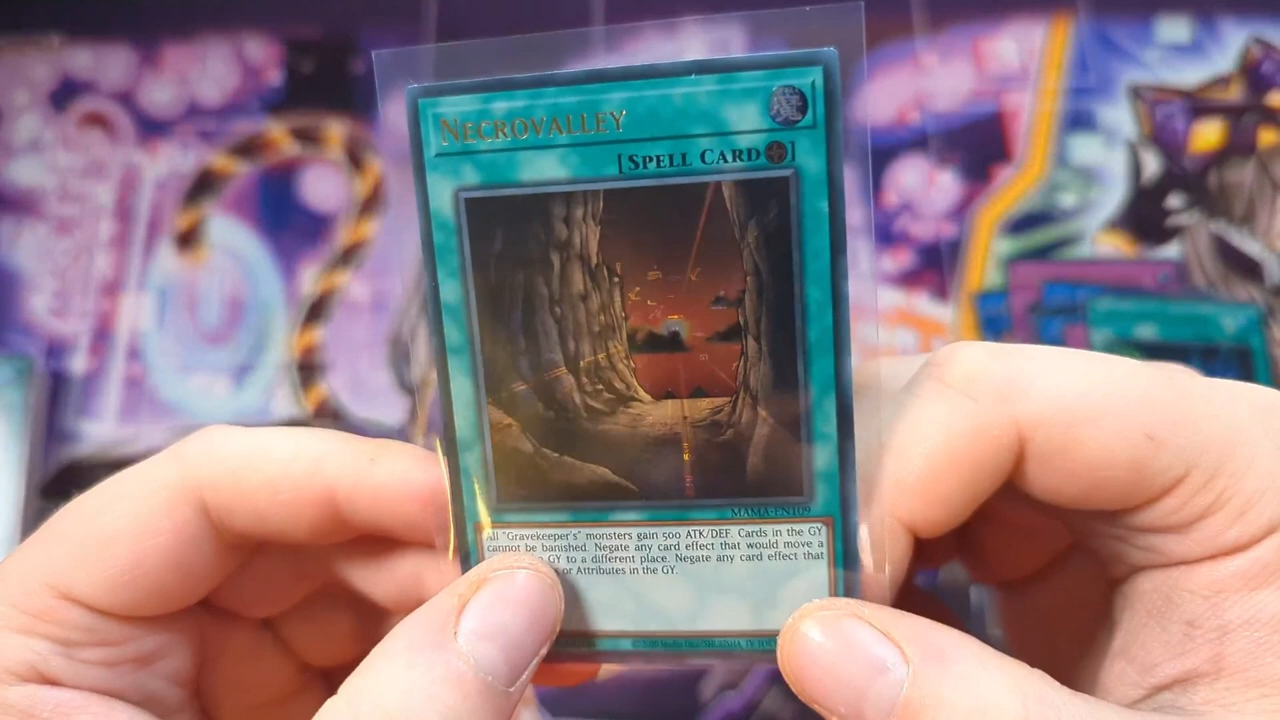 NECROVALLEY
魔
[SPELL CARD]
MAMA-EN109
All "Gravekeeper's" monsters gain 500 ATK/DEF. Cards in the GY
cannot be banished. Negate any card effect that would move a
GY to a different place. Negate any card effect that
or Attributes in the GY.